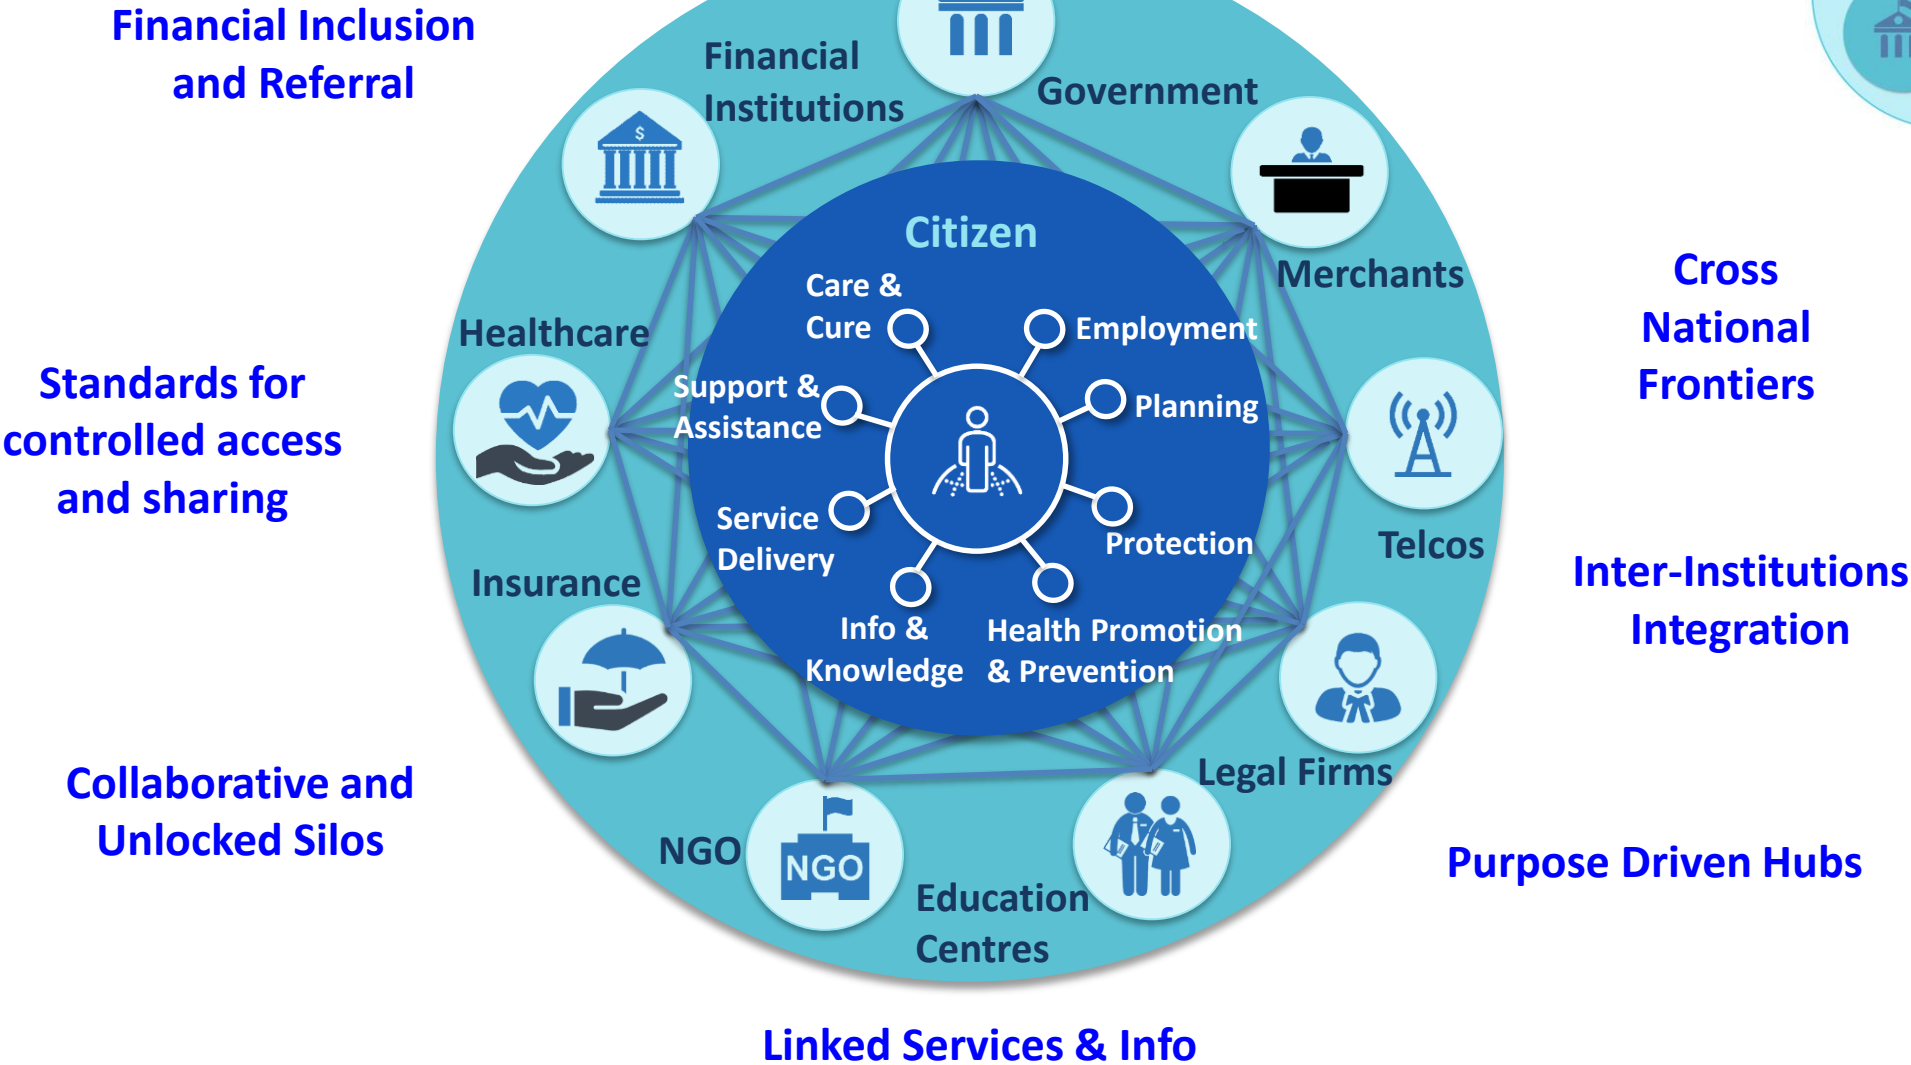 Financial Inclusion
and Referral
Financial
Institutions
Government
$
Merchants
Citizen
Care &
Cure
Employment
Healthcare
Support &
Assistance
Planning
Cross
National
Frontiers
Standards for
controlled access
and sharing
Service
Delivery
Protection
Telcos
Insurance
Info &
Knowledge
Health Promotion
& Prevention
Inter-Institutions
Integration
Legal Firms
Collaborative and
Unlocked Silos
NGO
NGO
Education
Centres
Purpose Driven Hubs
Linked Services & Info